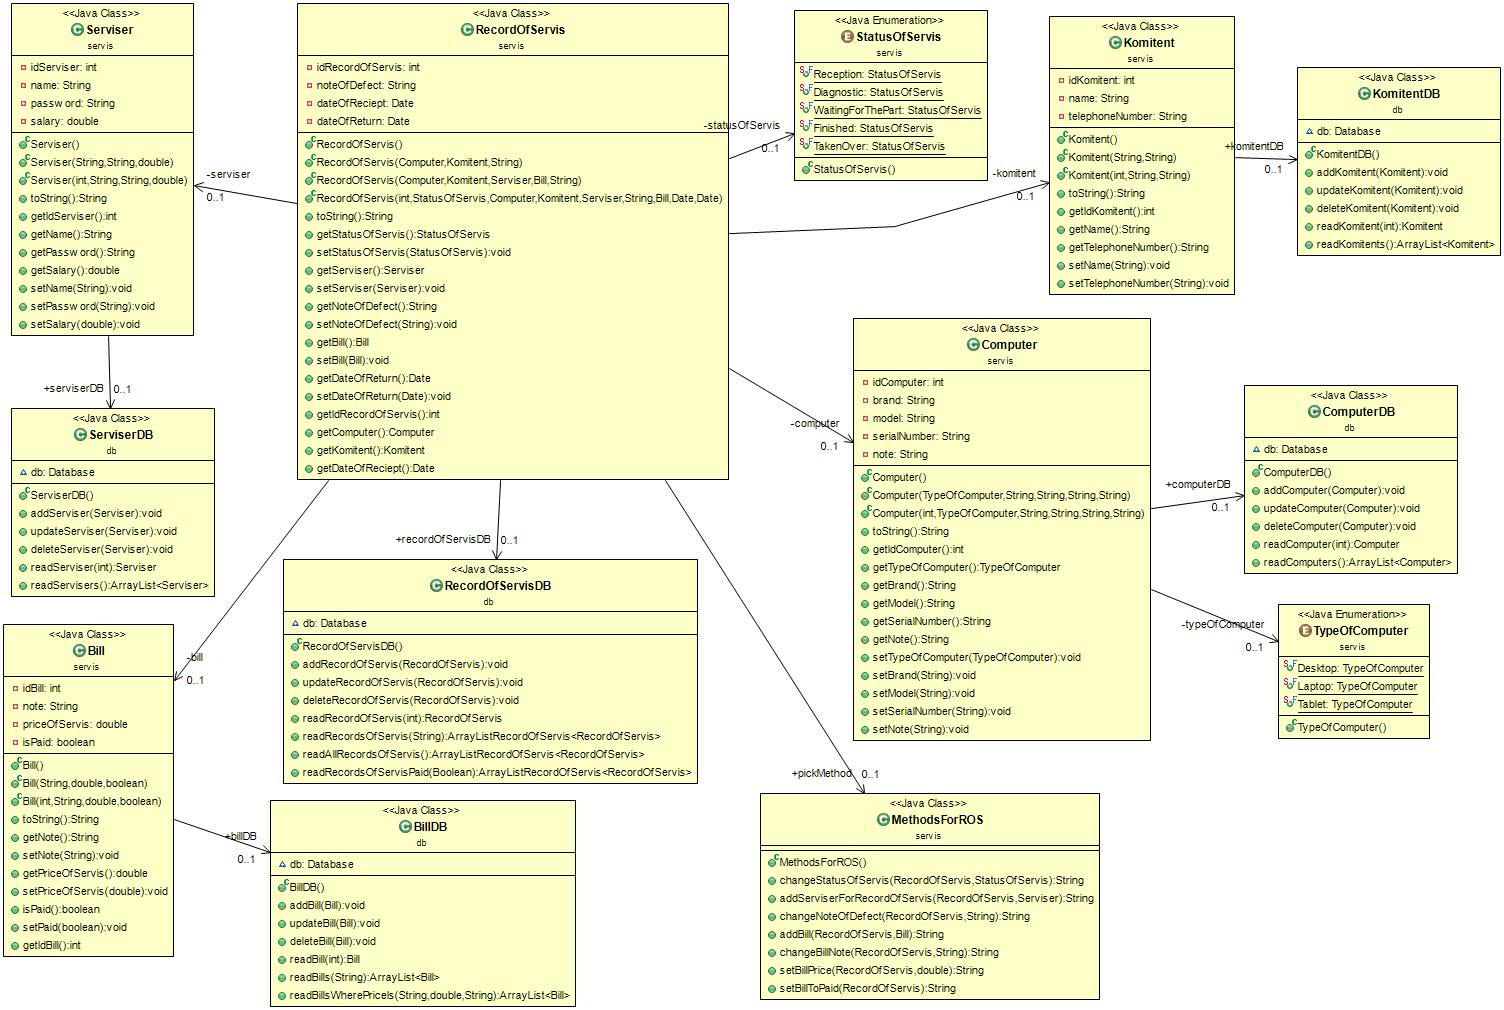 <<Java Class>>
Serviser
servis
idServiser: int
name: String
password: String
salary: double
Serviser()
Serviser(String,String,double)
Serviser(int,String,String,double)
toString():String
getIdServiser():int
getName():String
getPassword():String
getSalary():double
setName(String):void
setPassword(String):void
setSalary(double):void
<<Java Class>>
RecordOfServis
servis
idRecordOfServis: int
noteOfDefect: String
dateOfReciept: Date
dateOfReturn: Date
RecordOfServis()
RecordOfServis(Computer,Komitent,String)
RecordOfServis(Computer,Komitent,Serviser,Bill,String)
RecordOfServis(int,StatusOfServis,Computer,Komitent,Serviser,String,Bill,Date,Date)
toString():String
getStatusOfServis():StatusOfServis
setStatusOfServis(StatusOfServis):void
getServiser():Serviser
setServiser(Serviser):void
getNoteOfDefect():String
setNoteOfDefect(String):void
getBill():Bill
setBill(Bill):void
getDateOfReturn():Date
setDateOfReturn(Date):void
getIdRecordOfServis():int
getComputer():Computer
getKomitent():Komitent
getDateOfReciept():Date
<<Java Enumeration>>
StatusOfServis
servis
Reception: StatusOfServis
Diagnostic: StatusOfServis
WaitingForThePart: StatusOfServis
Finished: StatusOfServis
TakenOver: StatusOfServis
StatusOfServis()
<<Java Class>>
Komitent
servis
idKomitent: int
name: String
telephoneNumber: String
Komitent()
Komitent(String,String)
Komitent(int,String,String)
toString():String
getIdKomitent():int
getName():String
getTelephoneNumber():String
setName(String):void
setTelephoneNumber(String):void
<<Java Class>>
KomitentDB
db
db: Database
KomitentDB()
addKomitent(Komitent):void
updateKomitent(Komitent):void
deleteKomitent(Komitent):void
readKomitent(int):Komitent
readKomitents():ArrayList<Komitent>
-serviser
0..1
-statusOfServis
0..1
-komitent
0..1
+komitentDB
0..1
+serviserDB
0..1
<<Java Class>>
ServiserDB
db
db: Database
ServiserDB()
addServiser(Serviser):void
updateServiser(Serviser):void
deleteServiser(Serviser):void
readServiser(int):Serviser
readServisers():ArrayList<Serviser>
-computer
0..1
<<Java Class>>
Computer
servis
idComputer: int
brand: String
model: String
serialNumber: String
note: String
Computer()
Computer(TypeOfComputer,String,String,String,String)
Computer(int,TypeOfComputer,String,String,String,String)
toString():String
getIdComputer():int
getTypeOfComputer():TypeOfComputer
getBrand():String
getModel():String
getSerialNumber():String
getNote():String
setTypeOfComputer(TypeOfComputer):void
setBrand(String):void
setModel(String):void
setSerialNumber(String):void
setNote(String):void
+computerDB
0..1
<<Java Class>>
ComputerDB
db
db: Database
ComputerDB()
addComputer(Computer):void
updateComputer(Computer):void
deleteComputer(Computer):void
readComputer(int):Computer
readComputers():ArrayList<Computer>
-typeOfComputer
0..1
<<Java Enumeration>>
TypeOfComputer
servis
Desktop: TypeOfComputer
Laptop: TypeOfComputer
Tablet: TypeOfComputer
TypeOfComputer()
+recordOfServisDB
0..1
<<Java Class>>
RecordOfServisDB
db
db: Database
RecordOfServisDB()
addRecordOfServis(RecordOfServis):void
updateRecordOfServis(RecordOfServis):void
deleteRecordOfServis(RecordOfServis):void
readRecordOfServis(int):RecordOfServis
readRecordsOfServis(String):ArrayListRecordOfServis<RecordOfServis>
readAllRecordsOfServis():ArrayListRecordOfServis<RecordOfServis>
readRecordsOfServisPaid(Boolean):ArrayListRecordOfServis<RecordOfServis>
-bill
0..1
<<Java Class>>
Bill
servis
idBill: int
note: String
priceOfServis: double
isPaid: boolean
Bill()
Bill(String,double,boolean)
Bill(int,String,double,boolean)
toString():String
getNote():String
setNote(String):void
getPriceOfServis():double
setPriceOfServis(double):void
isPaid():boolean
setPaid(boolean):void
getIdBill():int
+billDB
0..1
<<Java Class>>
BillDB
db
db: Database
BillDB()
addBill(Bill):void
updateBill(Bill):void
deleteBill(Bill):void
readBill(int):Bill
readBills(String):ArrayList<Bill>
readBillsWherePriceIs(String,double,String):ArrayList<Bill>
+pickMethod
0..1
<<Java Class>>
MethodsForROS
servis
MethodsForROS()
changeStatusOfServis(RecordOfServis,StatusOfServis):String
addServiserForRecordOfServis(RecordOfServis,Serviser):String
changeNoteOfDefect(RecordOfServis,String):String
addBill(RecordOfServis,Bill):String
changeBillNote(RecordOfServis,String):String
setBillPrice(RecordOfServis,double):String
setBillToPaid(RecordOfServis):String